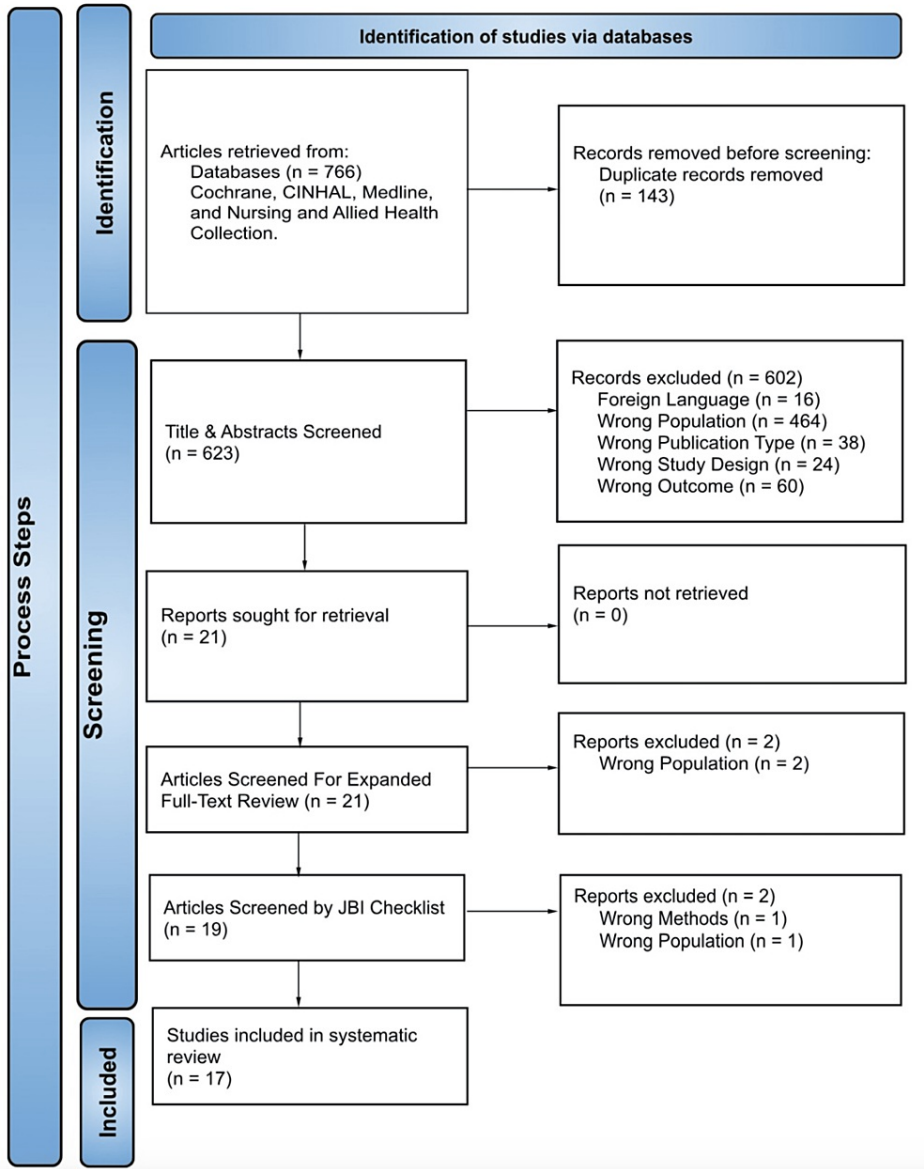 Identification of studies via databases
Process Steps
Identification
Articles retrieved from:
Databases (n = 766)
Cochrane, CINHAL, Medline,
and Nursing and Allied Health
Collection.
Records removed before screening:
Duplicate records removed
(n = 143)
Screening
Title & Abstracts Screened
(n = 623)
Records excluded (n = 602)
Foreign Language (n = 16)
Wrong Population (n = 464)
Wrong Publication Type (n = 38)
Wrong Study Design (n = 24)
Wrong Outcome (n = 60)
Reports sought for retrieval
(n = 21)
Reports not retrieved
(n = 0)
Articles Screened For Expanded
Full-Text Review (n = 21)
Reports excluded (n = 2)
Wrong Population (n = 2)
Articles Screened by JBI Checklist
(n = 19)
Reports excluded (n = 2)
Wrong Methods (n = 1)
Wrong Population (n = 1)
Included
Studies included in systematic
review
(n = 17)